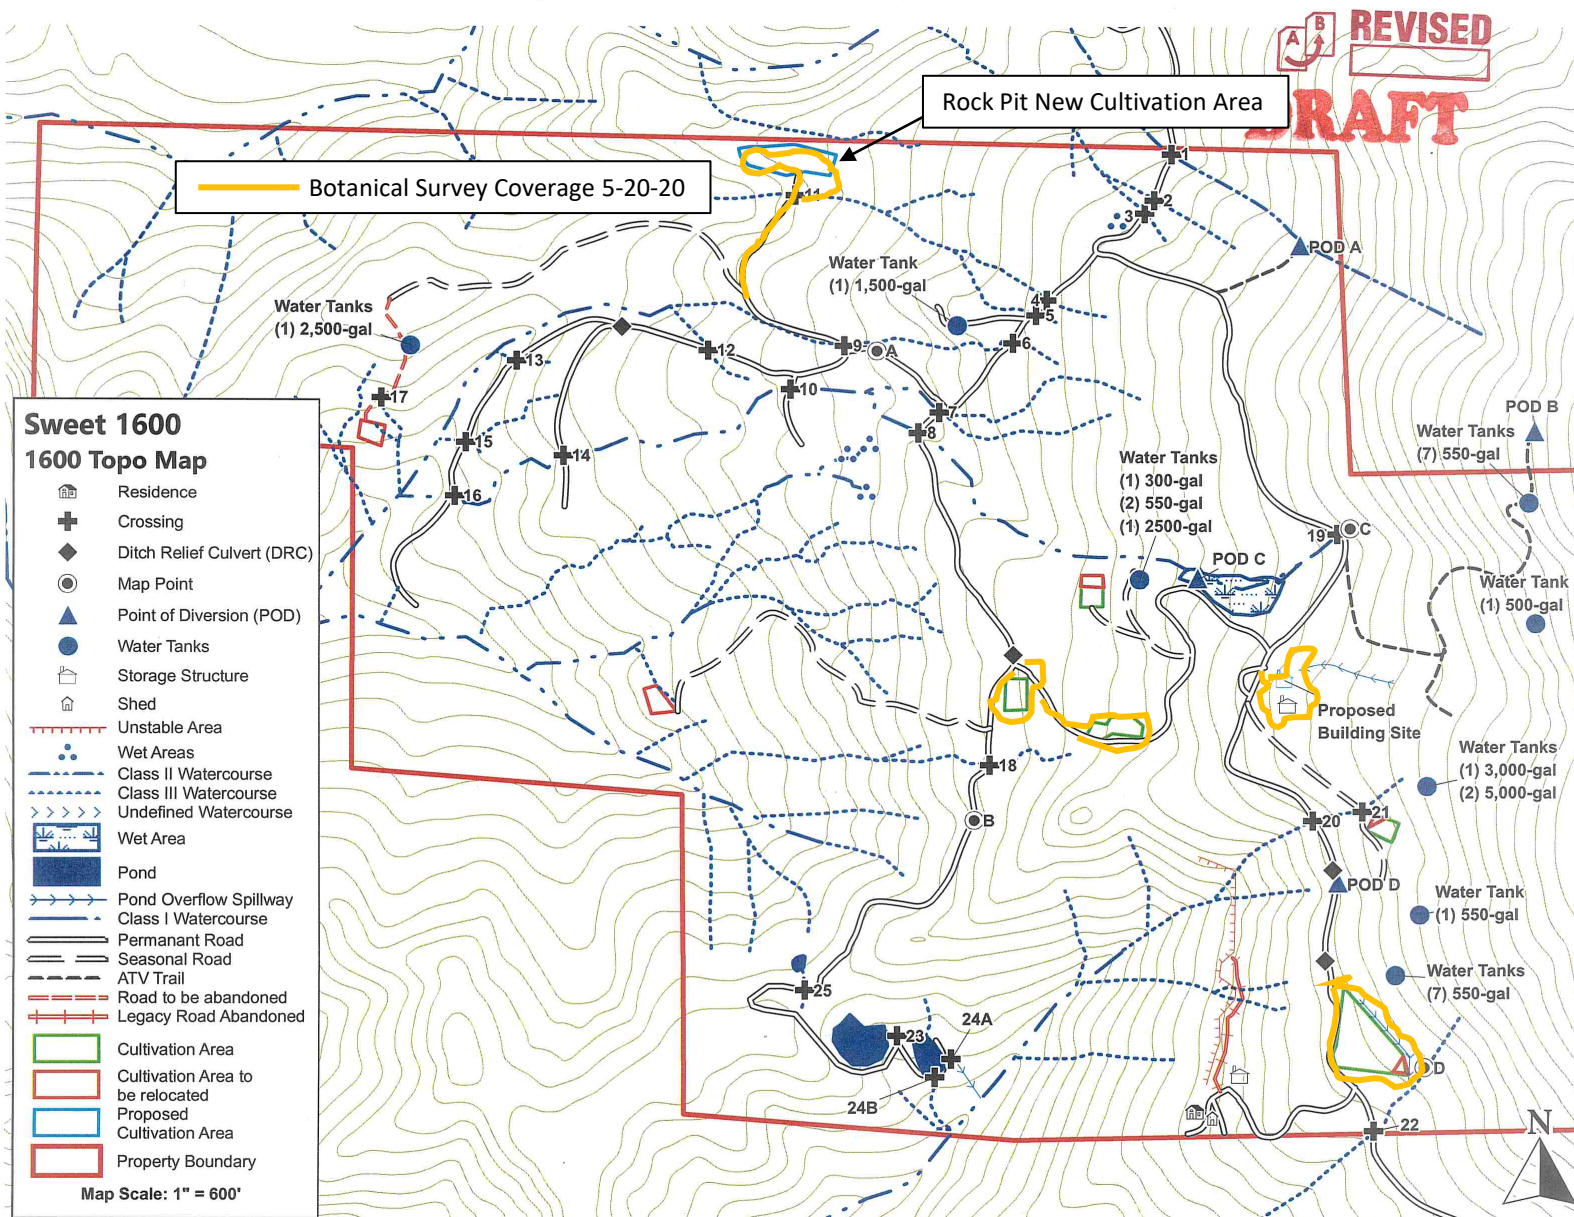 A
B
REVISED
DRAFT
Rock Pit New Cultivation Area
Botanical Survey Coverage 5-20-20
1
2
3
11
POD A
Water Tank
(1) 1,500-gal
4
5
6
Water Tanks
(1) 2,500-gal
9
A
12
13
10
17
7
8
15
14
16
POD B
Water Tanks
(7) 550-gal
Water Tanks
(1) 300-gal
(2) 550-gal
(1) 2500-gal
19
C
POD C
Water Tank
(1) 500-gal
Proposed
Building Site
18
B
Water Tanks
(1) 3,000-gal
(2) 5,000-gal
20
21
POD D
Water Tank
(1) 550-gal
Water Tanks
(7) 550-gal
25
23
24A
24B
D
22
N
Sweet 1600
1600 Topo Map
Residence
Crossing
Ditch Relief Culvert (DRC)
Map Point
Point of Diversion (POD)
Water Tanks
Storage Structure
Shed
Unstable Area
Wet Areas
Class II Watercourse
Class III Watercourse
Undefined Watercourse
Wet Area
Pond
Pond Overflow Spillway
Class I Watercourse
Permanant Road
Seasonal Road
ATV Trail
Road to be abandoned
Legacy Road Abandoned
Cultivation Area
Cultivation Area to
be relocated
Proposed
Cultivation Area
Property Boundary
Map Scale: 1" = 600'